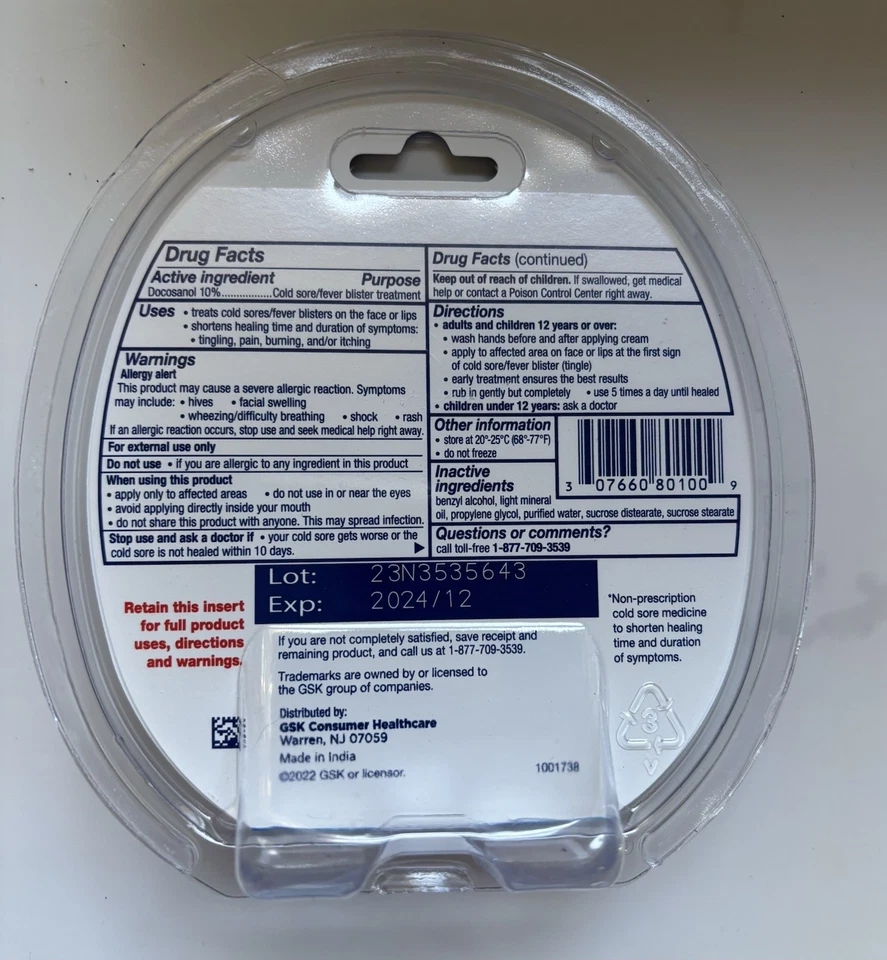 Drug Facts
Active ingredient Purpose
Docosanol 10%.................Cold sore/fever blister treatment
Uses • treats cold sores/fever blisters on the face or lips
• shortens healing time and duration of symptoms:
• tingling, pain, burning, and/or itching
Warnings
Allergy alert
This product may cause a severe allergic reaction. Symptoms
may include: • hives • facial swelling
• wheezing/difficulty breathing • shock • rash
If an allergic reaction occurs, stop use and seek medical help right away.
For external use only
Do not use • if you are allergic to any ingredient in this product
When using this product
• apply only to affected areas • do not use in or near the eyes
• avoid applying directly inside your mouth
• do not share this product with anyone. This may spread infection.
Stop use and ask a doctor if • your cold sore gets worse or the
cold sore is not healed within 10 days.
Drug Facts (continued)
Keep out of reach of children. If swallowed, get medical
help or contact a Poison Control Center right away.
Directions
• adults and children 12 years or over:
• wash hands before and after applying cream
• apply to affected area on face or lips at the first sign
of cold sore/fever blister (tingle)
• early treatment ensures the best results
• rub in gently but completely • use 5 times a day until healed
• children under 12 years: ask a doctor
Other information
• store at 20°-25°C (68°-77°F)
• do not freeze
3 07660 80100 9
Inactive
ingredients
benzyl alcohol, light mineral
oil, propylene glycol, purified water, sucrose distearate, sucrose stearate
Questions or comments?
call toll-free 1-877-709-3539
Lot: 23N3535643
Exp: 2024/12
Retain this insert
for full product
uses, directions
and warnings.
If you are not completely satisfied, save receipt and
remaining product, and call us at 1-877-709-3539.
Trademarks are owned by or licensed to
the GSK group of companies.
Distributed by:
GSK Consumer Healthcare
Warren, NJ 07059
Made in India
©2022 GSK or licensor.
1001738
*Non-prescription
cold sore medicine
to shorten healing
time and duration
of symptoms.
3
V